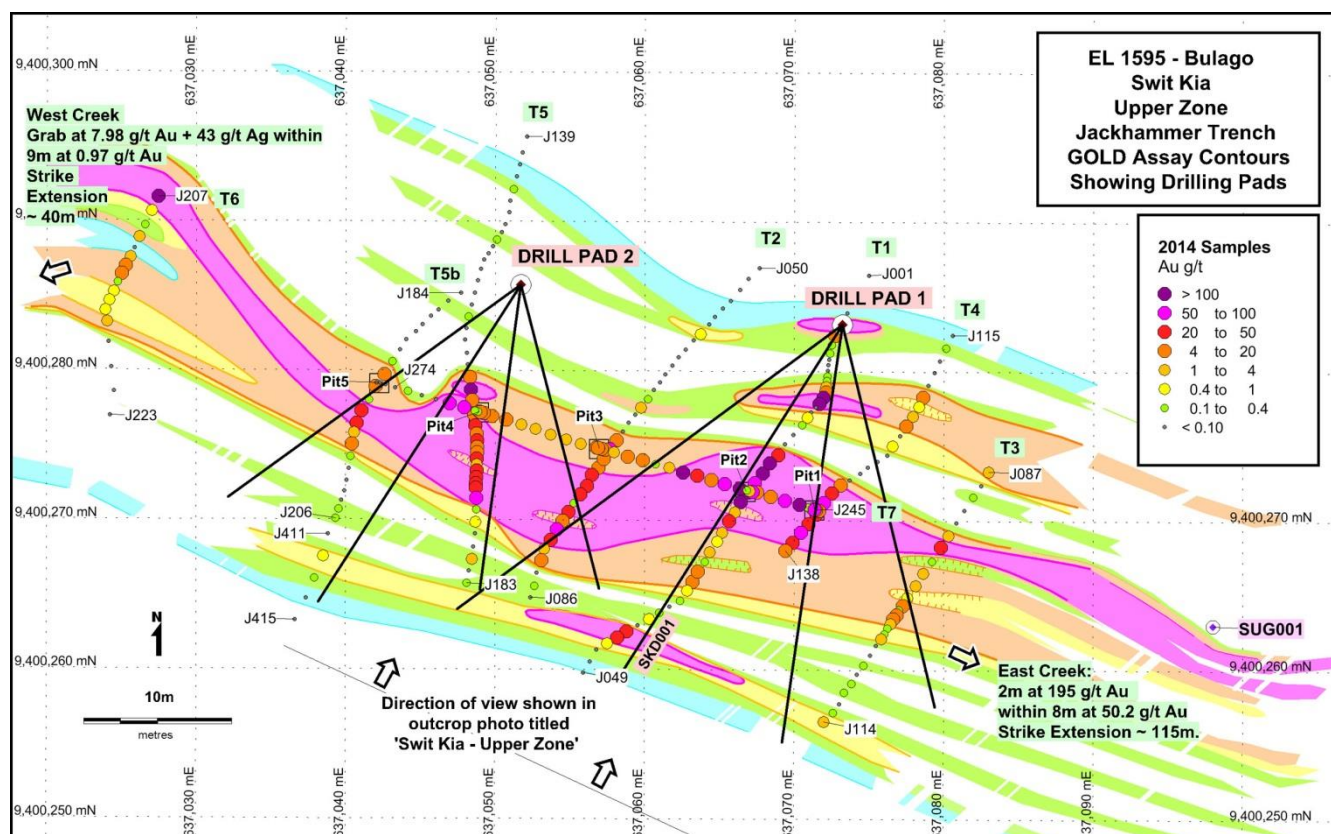 EL 1595 - Bulago
Swit Kia
Upper Zone
Jackhammer Trench
GOLD Assay Contours
Showing Drilling Pads
2014 Samples
Au g/t
> 100
50 to 100
20 to 50
4 to 20
1 to 4
0.4 to 1
0.1 to 0.4
< 0.10
637,030 mE
637,040 mE
637,050 mE
637,060 mE
637,070 mE
637,080 mE
9,400,300 mN
West Creek
Grab at 7.98 g/t Au + 43 g/t Ag within
9m at 0.97 g/t Au
Strike
Extension
~ 40m
T6
J207
T5
J139
T2
J050
T1
J001
DRILL PAD 2
DRILL PAD 1
T5b
J184
T4
J115
9,400,280 mN
Pit5
J274
J223
Pit4
Pit3
T3
J087
Pit2
Pit1
J245
T7
9,400,270 mN
9,400,270 mN
J206
J411
J138
J183
J086
J415
SKD001
SUG001
9,400,260 mN
9,400,260 mN
N
J049
East Creek:
2m at 195 g/t Au
within 8m at 50.2 g/t Au
Strike Extension ~ 115m.
10m
metres
Direction of view shown in
outcrop photo titled
'Swit Kia - Upper Zone'
J114
9,400,250 mN
9,400,250 mN
637,030 mE
637,040 mE
637,050 mE
637,060 mE
637,070 mE
637,080 mE
637,090 mE